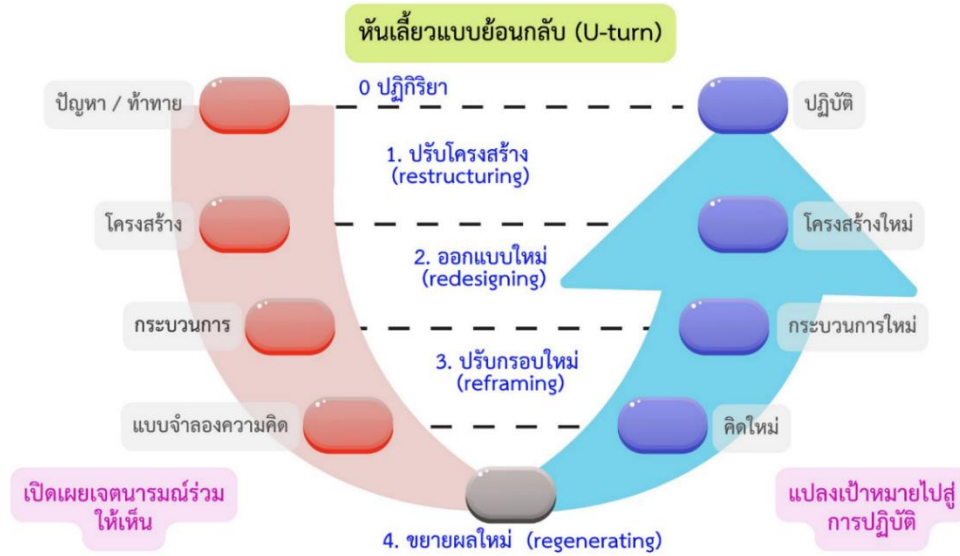 หันเลี้ยวแบบย้อนกลับ (U-turn)
ปัญหา / ท้าทาย
0 ปฏิกิริยา
ปฏิบัติ
1. ปรับโครงสร้าง
(restructuring)
โครงสร้าง
โครงสร้างใหม่
2. ออกแบบใหม่
(redesigning)
กระบวนการ
กระบวนการใหม่
3. ปรับกรอบใหม่
(reframing)
แบบจำลองความคิด
คิดใหม่
เปิดเผยเจตนารมณ์ร่วม
ให้เห็น
แปลงเป้าหมายไปสู่
การปฏิบัติ
4. ขยายผลใหม่ (regenerating)